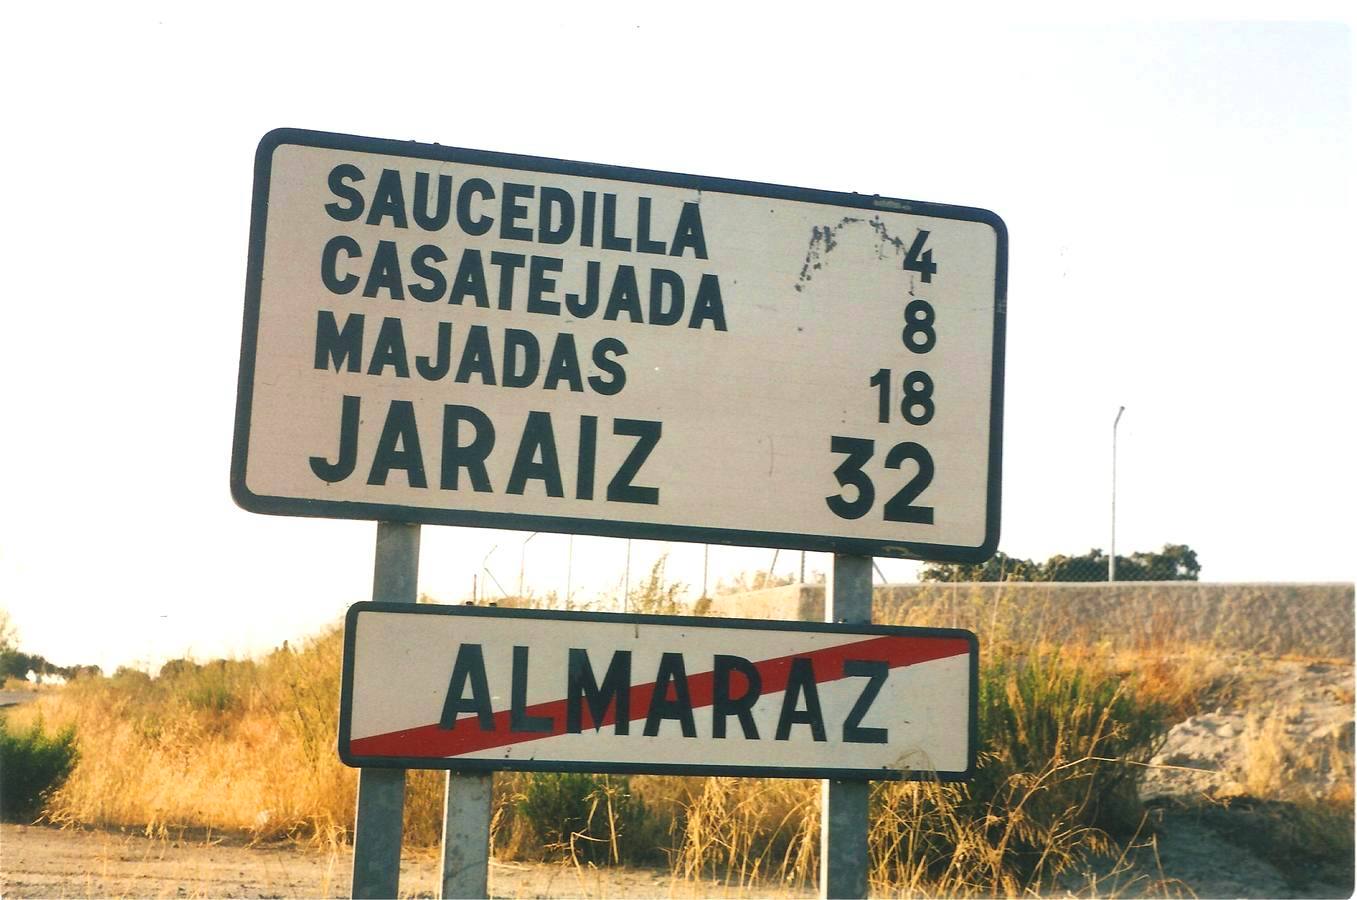 SAUCEDILLA 4
CASATEJADA 8
MAJADAS 18
JARAIZ 32
ALMARAZ